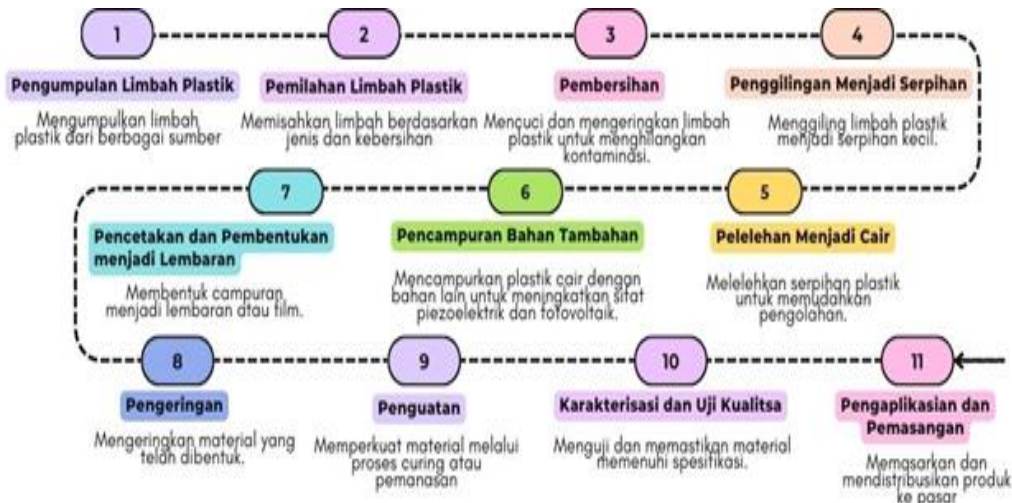 1
Pengumpulan Limbah Plastik
Mengumpulkan limbah
plastik dari berbagai sumber
2
Pemilahan Limbah Plastik
Memisahkan limbah berdasarkan
jenis dan kebersihan
3
Pembersihan
Mencuci dan mengeringkan limbah
plastik untuk menghilangkan
kontaminasi.
4
Penggilingan Menjadi Serpihan
Menggiling limbah plastik
menjadi serpihan kecil.
5
Pelelehan Menjadi Cair
Melelehkan serpihan plastik
untuk memudahkan
pengolahan.
6
Pencampuran Bahan Tambahan
Mencampurkan plastik cair dengan
bahan lain untuk meningkatkan sifat
piezoelektrik dan fotovoltaik.
7
Pencetakan dan Pembentukan
menjadi Lembaran
Membentuk campuran
menjadi lembaran atau film.
8
Pengeringan
Mengeringkan material yang
telah dibentuk.
9
Penguatan
Memperkuat material melalui
proses curing atau
pemanasan
10
Karakterisasi dan Uji Kualitsa
Menguji dan memastikan material
memenuhi spesifikasi.
11
Pengaplikasian dan
Pemasangan
Memasarkan dan
mendistribusikan produk
ke pasar